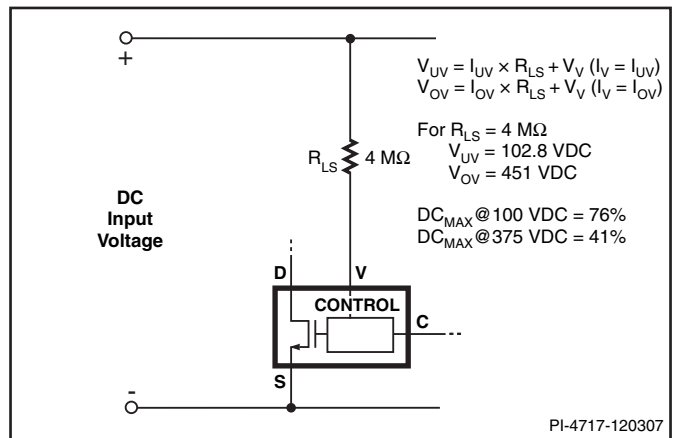 +
V_UV = I_UV × R_LS + V_V (I_V = I_UV)
V_OV = I_OV × R_LS + V_V (I_V = I_OV)
For R_LS = 4 MΩ
V_UV = 102.8 VDC
V_OV = 451 VDC
DC_MAX@100 VDC = 76%
DC_MAX@375 VDC = 41%
R_LS 4 MΩ
DC
Input
Voltage
D V
CONTROL
C
S
-
PI-4717-120307